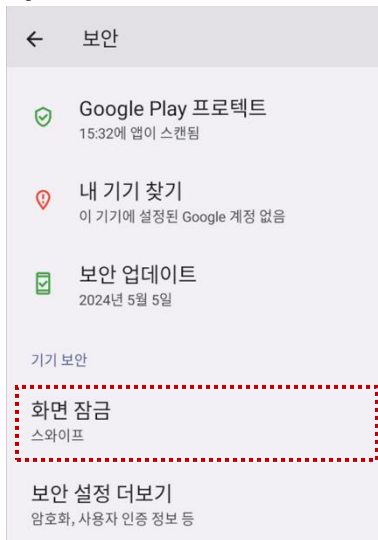 보안
Google Play 프로텍트
15:32에 앱이 스캔됨
내 기기 찾기
이 기기에 설정된 Google 계정 없음
보안 업데이트
2024년 5월 5일
기기 보안
화면 잠금
스와이프
보안 설정 더보기
암호화, 사용자 인증 정보 등